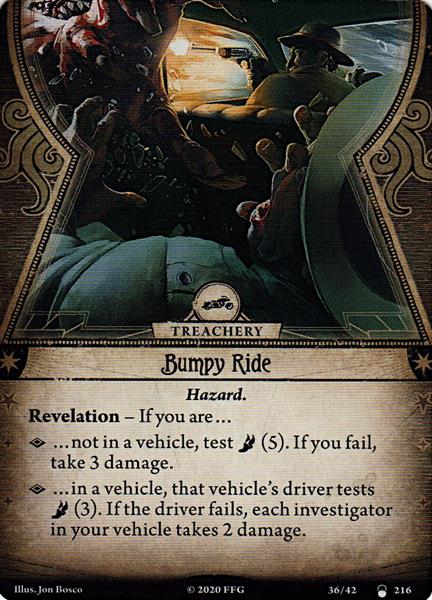 TREACHERY
Bumpy Ride
Hazard.
Revelation – If you are…
…not in a vehicle, test (5). If you fail,
take 3 damage.
…in a vehicle, that vehicle’s driver tests
(3). If the driver fails, each investigator
in your vehicle takes 2 damage.
Illus. Jon Bosco © 2020 FFG 36/42 216